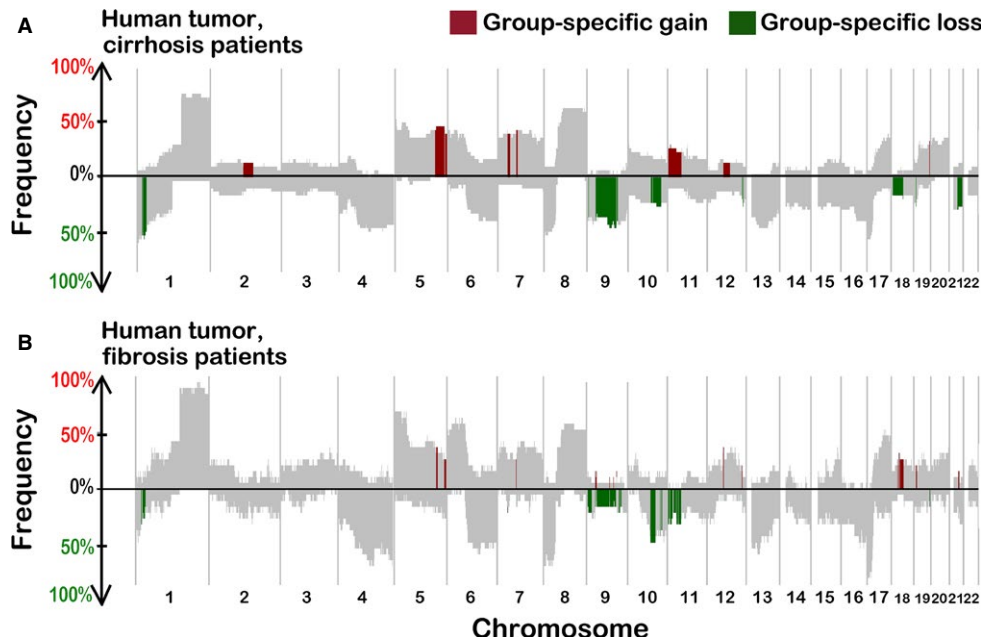 A
Human tumor,
cirrhosis patients
Group-specific gain
Group-specific loss
Frequency
100%
50%
0%
50%
100%
1 2 3 4 5 6 7 8 9 10 11 12 13 14 15 16 17 18 19 20 21 22
B
Human tumor,
fibrosis patients
Frequency
100%
50%
0%
50%
100%
1 2 3 4 5 6 7 8 9 10 11 12 13 14 15 16 17 18 19 20 21 22
Chromosome